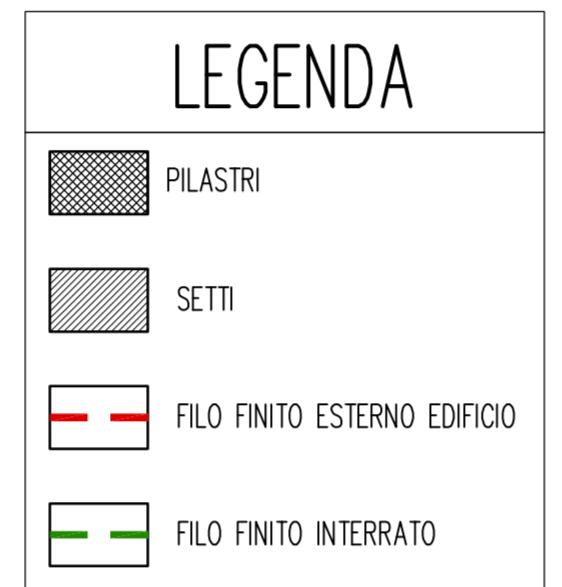 LEGENDA
PILASTRI
SETTI
FILO FINITO ESTERNO EDIFICIO
FILO FINITO INTERRATO